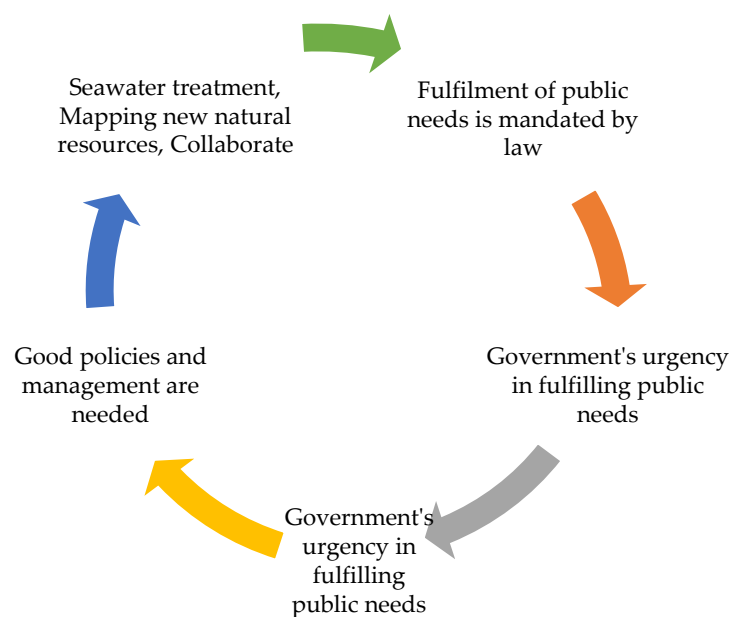 Seawater treatment,
Mapping new natural
resources, Collaborate
Fulfilment of public
needs is mandated by
law
Government's urgency
in fulfilling public
needs
Government's
urgency in
fulfilling
public needs
Good policies and
management are
needed